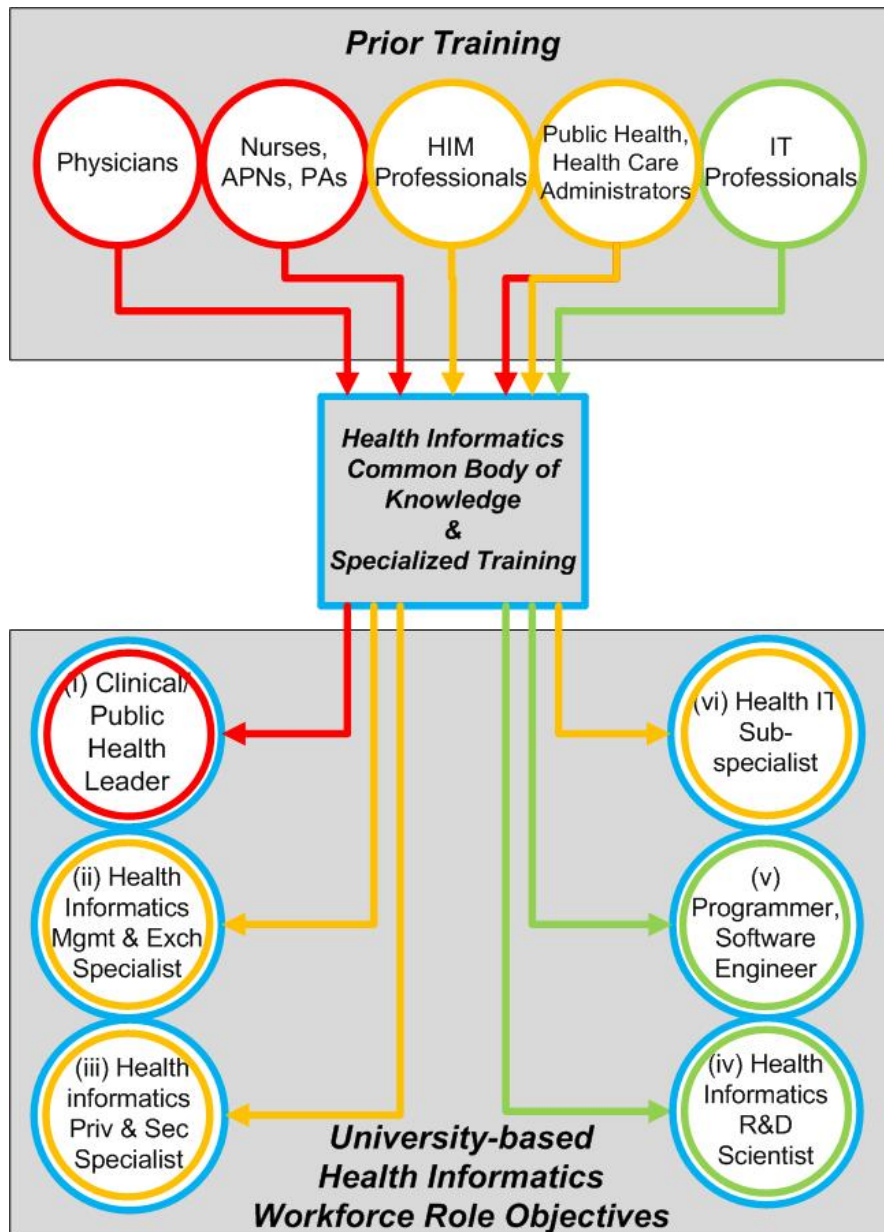 Prior Training
Physicians
Nurses,
APNs, PAs
HIM
Professionals
Public Health,
Health Care
Administrators
IT
Professionals
Health Informatics
Common Body of
Knowledge
&
Specialized Training
(i) Clinical/
Public
Health
Leader
(ii) Health
Informatics
Mgmt & Exch
Specialist
(iii) Health
informatics
Priv & Sec
Specialist
(vi) Health IT
Sub-
specialist
(v)
Programmer,
Software
Engineer
(iv) Health
Informatics
R&D
Scientist
University-based
Health Informatics
Workforce Role Objectives